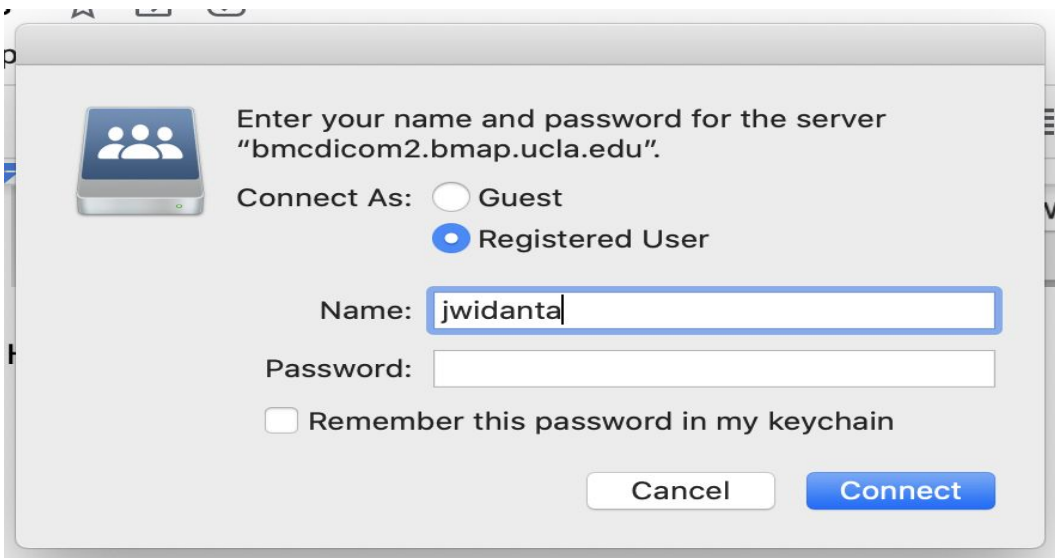 Enter your name and password for the server
“bmcdicom2.bmap.ucla.edu”.
Connect As: Guest
Registered User
Name: jwidanta
Password:
Remember this password in my keychain
Cancel Connect